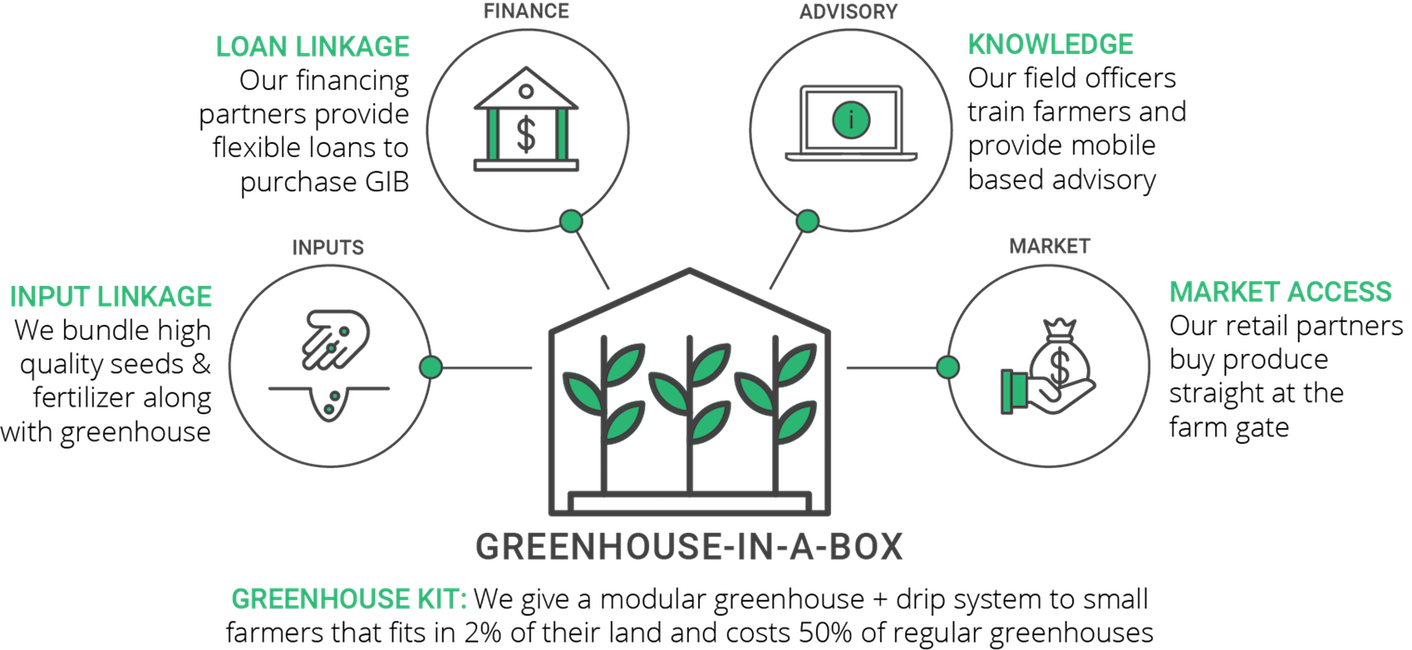 FINANCE
LOAN LINKAGE
Our financing
partners provide
flexible loans to
purchase GIB
$
ADVISORY
i
KNOWLEDGE
Our field officers
train farmers and
provide mobile
based advisory
INPUTS
INPUT LINKAGE
We bundle high
quality seeds &
fertilizer along
with greenhouse
MARKET
$
MARKET ACCESS
Our retail partners
buy produce
straight at the
farm gate
GREENHOUSE-IN-A-BOX
GREENHOUSE KIT: We give a modular greenhouse + drip system to small
farmers that fits in 2% of their land and costs 50% of regular greenhouses